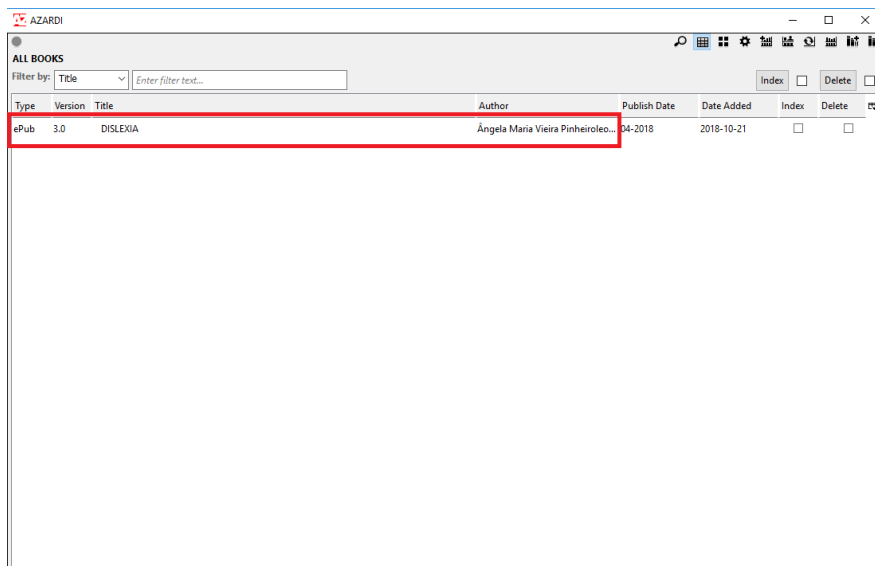 AZARDI
ALL BOOKS
Filter by: Title Enter filter text... Index Delete
Type Version Title Author Publish Date Date Added Index Delete
ePub 3.0 DISLEXIA Ângela Maria Vieira Pinheiroleo... 04-2018 2018-10-21